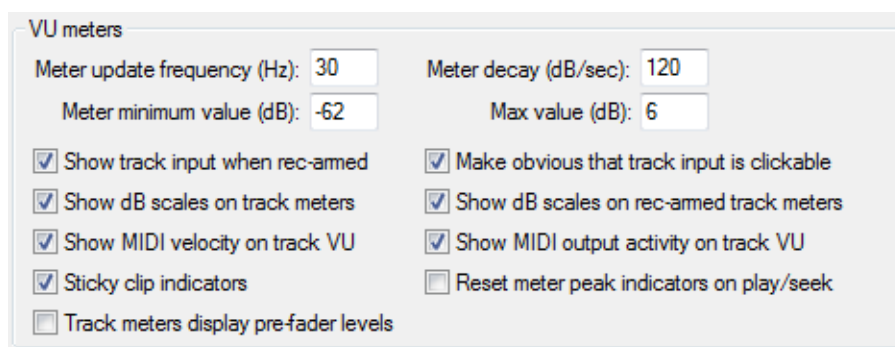 VU meters
Meter update frequency (Hz): 30 Meter decay (dB/sec): 120
Meter minimum value (dB): -62 Max value (dB): 6
Show track input when rec-armed Make obvious that track input is clickable
Show dB scales on track meters Show dB scales on rec-armed track meters
Show MIDI velocity on track VU Show MIDI output activity on track VU
Sticky clip indicators Reset meter peak indicators on play/seek
Track meters display pre-fader levels